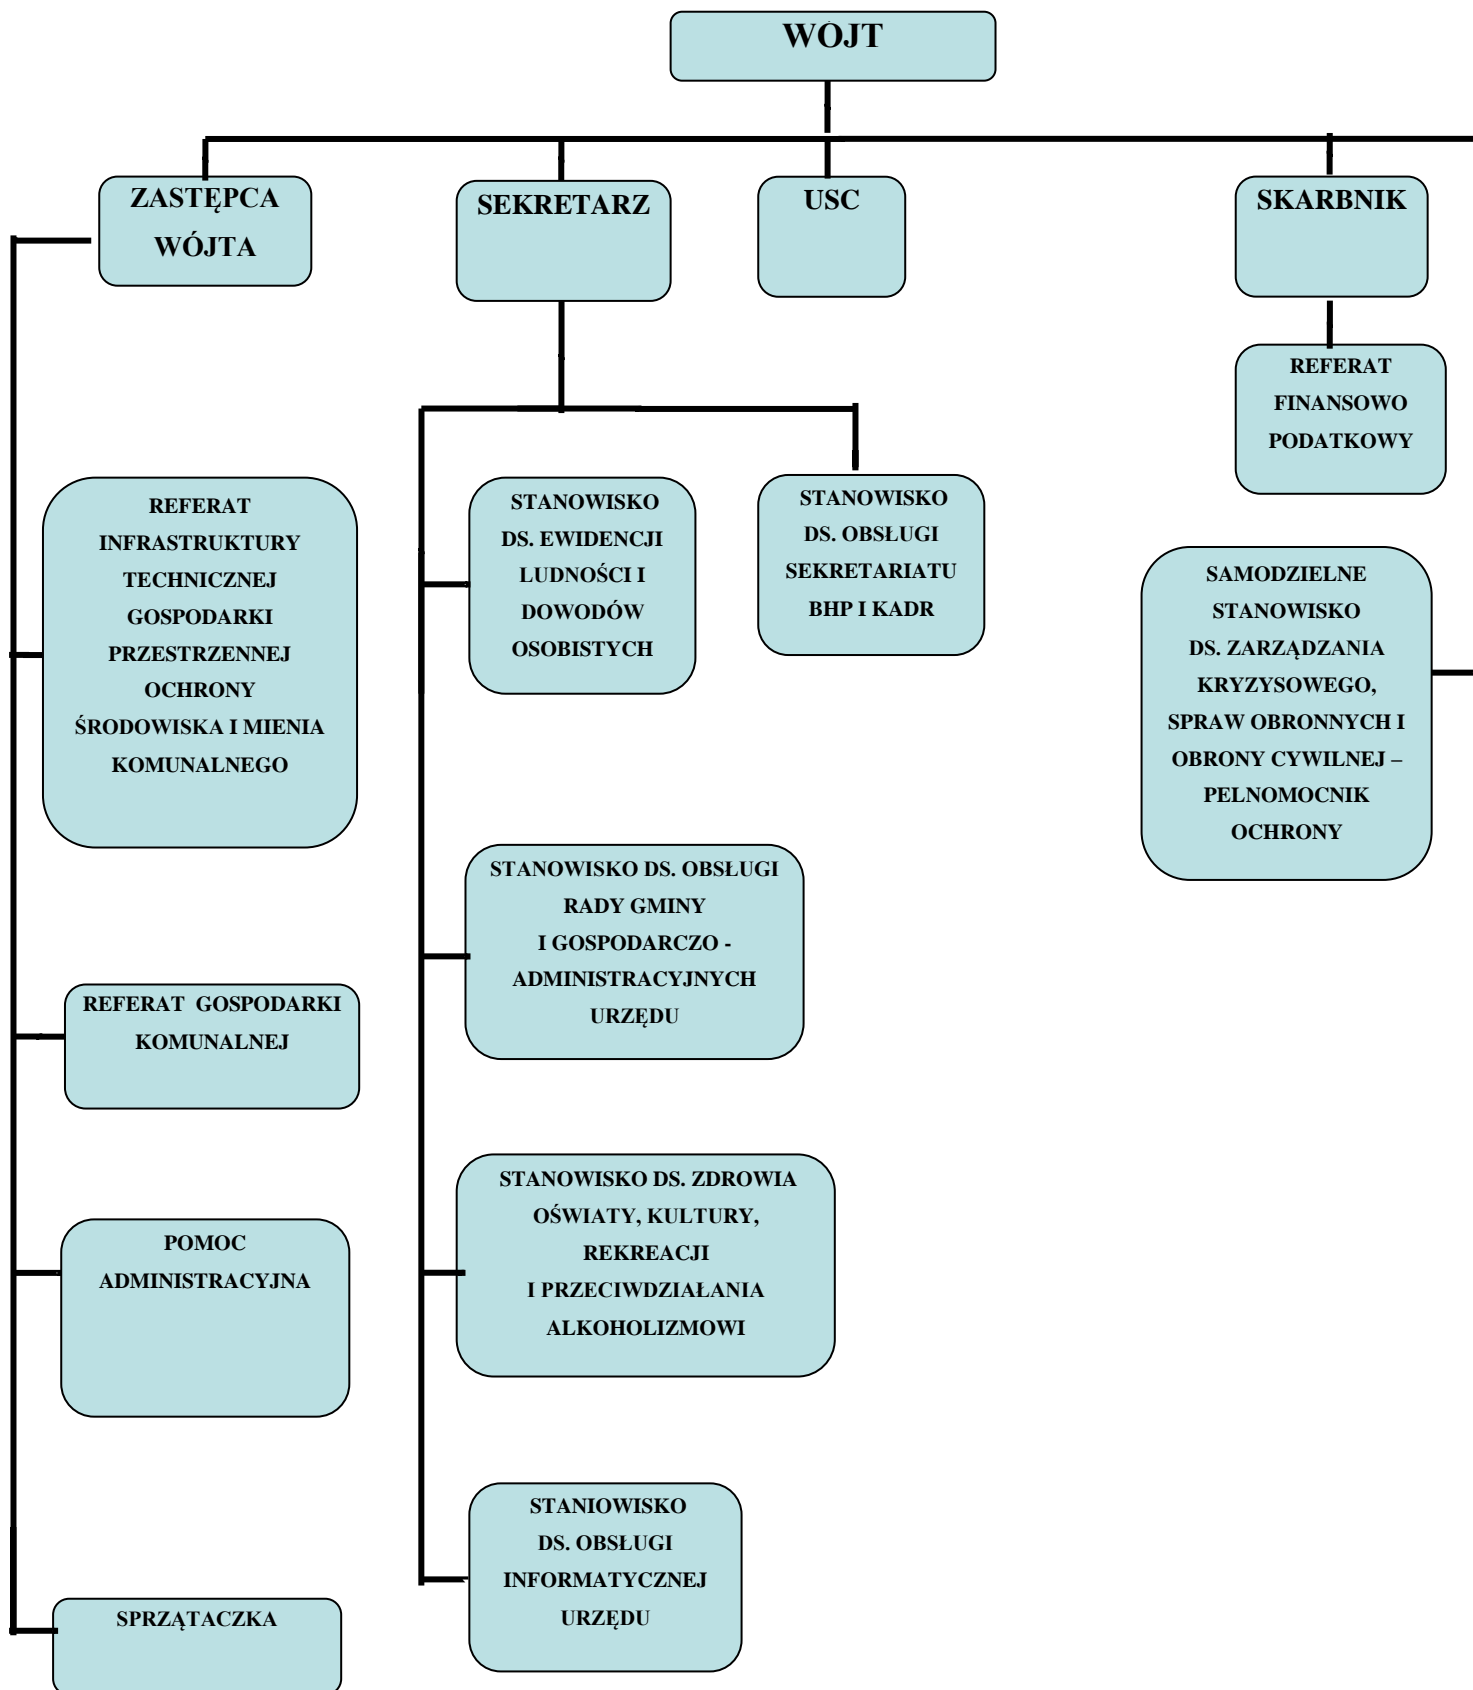 WÓJT
ZASTĘPCA
WÓJTA
SEKRETARZ
USC
SKARBNIK
REFERAT
FINANSOWO
PODATKOWY
REFERAT
INFRASTRUKTURY
TECHNICZNEJ
GOSPODARKI
PRZESTRZENNEJ
OCHRONY
ŚRODOWISKA I MIENIA
KOMUNALNEGO
STANOWISKO
DS. EWIDENCJI
LUDNOŚCI I
DOWODÓW
OSOBISTYCH
STANOWISKO
DS. OBSŁUGI
SEKRETARIATU
BHP I KADR
SAMODZIELNE
STANOWISKO
DS. ZARZĄDZANIA
KRYZYSOWEGO,
SPRAW OBRONNYCH I
OBRONY CYWILNEJ –
PELNOMOCNIK
OCHRONY
STANOWISKO DS. OBSŁUGI
RADY GMINY
I GOSPODARCZO -
ADMINISTRACYJNYCH
URZĘDU
REFERAT GOSPODARKI
KOMUNALNEJ
STANOWISKO DS. ZDROWIA
OŚWIATY, KULTURY,
REKREACJI
I PRZECIWDZIAŁANIA
ALKOHOLIZMOWI
POMOC
ADMINISTRACYJNA
STANIOWISKO
DS. OBSŁUGI
INFORMATYCZNEJ
URZĘDU
SPRZĄTACZKA